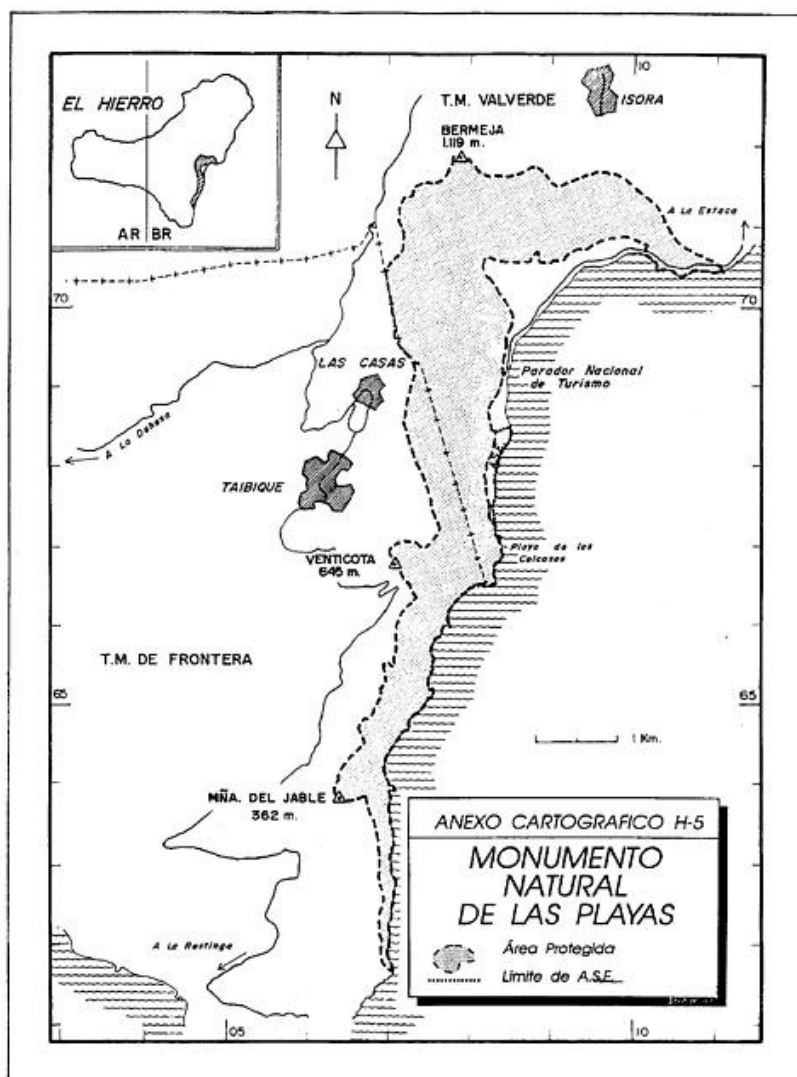 EL HIERRO
AR
BR
N
10
T.M. VALVERDE
ISORA
BERMEJA
1.119 m.
A La Estaca
70
70
LAS CASAS
Parador Nacional
de Turismo
A La Dehesa
TAIBIQUE
Playa de los
Calcosas
VENTICOTA
645 m.
T.M. DE FRONTERA
65
65
1 Km.
MÑA. DEL JABLE
362 m.
ANEXO CARTOGRAFICO H-5
MONUMENTO
NATURAL
DE LAS PLAYAS
Área Protegida
Límite de A.S.E.
A La Restinga
05
10